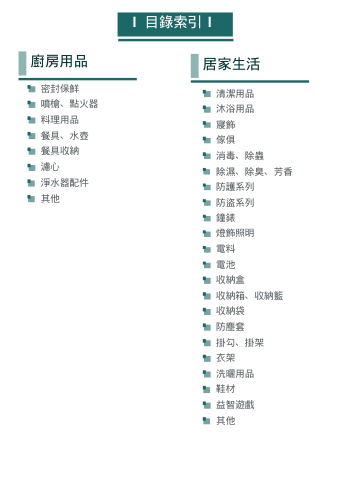 I 目錄索引 I
廚房用品
密封保鮮
噴槍、點火器
料理用品
餐具、水壺
餐具收納
濾心
淨水器配件
其他
居家生活
清潔用品
沐浴用品
寢飾
傢俱
消毒、除蟲
除濕、除臭、芳香
防護系列
防盜系列
鐘錶
燈飾照明
電料
電池
收納盒
收納箱、收納籃
收納袋
防塵套
掛勾、掛架
衣架
洗曬用品
鞋材
益智遊戲
其他